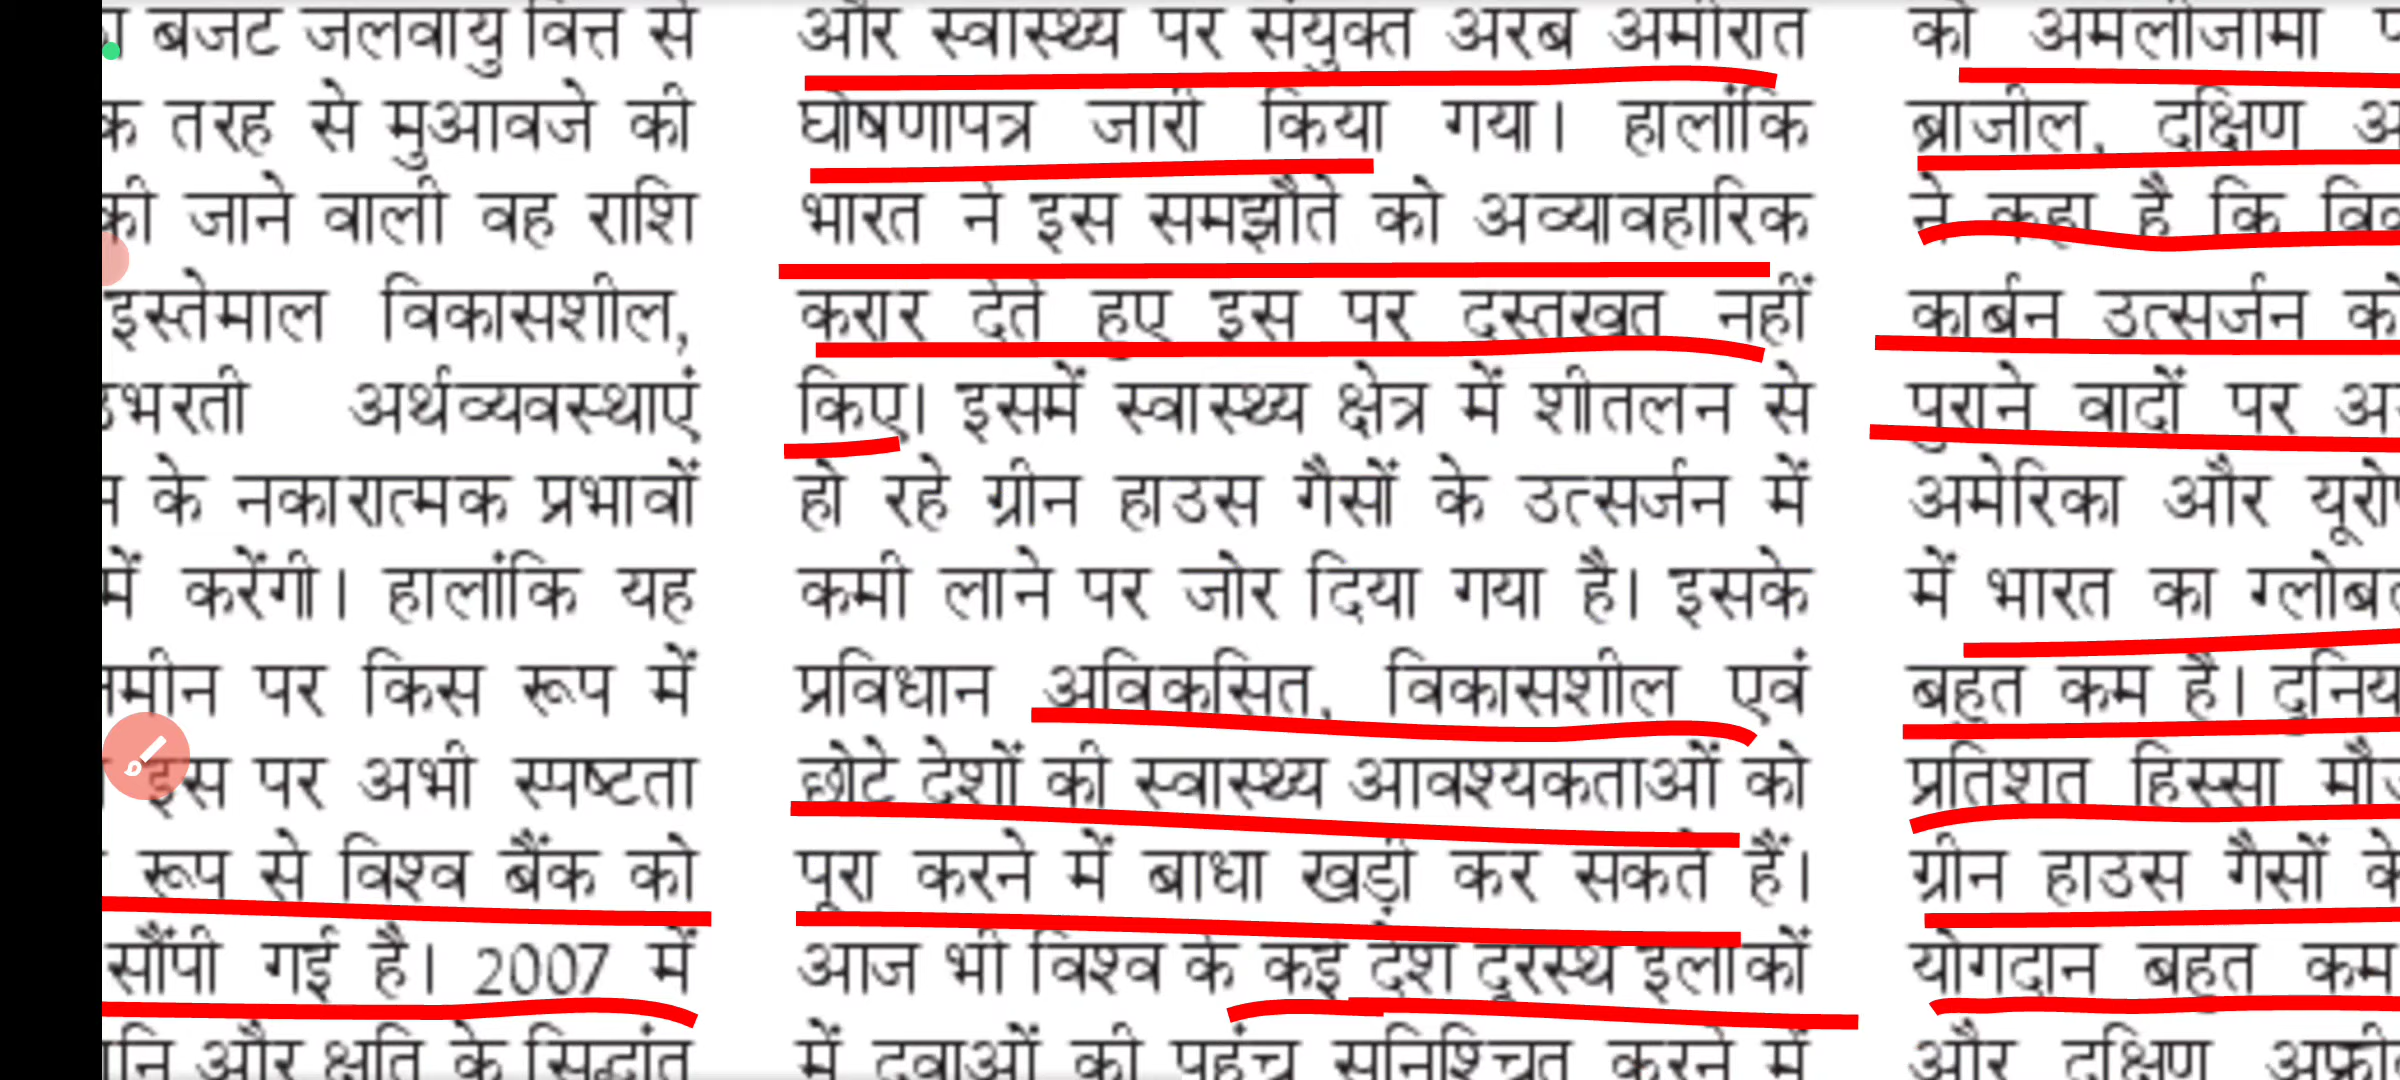 बजट जलवायु वित्त से
तरह से मुआवजे की
की जाने वाली वह राशि
इस्तेमाल विकासशील,
उभरती अर्थव्यवस्थाएं
के नकारात्मक प्रभावों
में करेंगी। हालांकि यह
पर किस रूप में
इस पर अभी स्पष्टता
रूप से विश्व बैंक को
सौंपी गई है। 2007 में
और क्षति के सिद्धांत
और स्वास्थ्य पर संयुक्त अरब अमीरात
घोषणापत्र जारी किया गया। हालांकि
भारत ने इस समझौते को अव्यावहारिक
करार देते हुए इस पर दस्तखत नहीं
किए। इसमें स्वास्थ्य क्षेत्र में शीतलन से
हो रहे ग्रीन हाउस गैसों के उत्सर्जन में
कमी लाने पर जोर दिया गया है। इसके
प्रविधान अविकसित, विकासशील एवं
छोटे देशों की स्वास्थ्य आवश्यकताओं को
पूरा करने में बाधा खड़ी कर सकते हैं।
आज भी विश्व के कई देश दूरस्थ इलाकों
में दवाओं की पहुंच सुनिश्चित करने में
को अमलीजामा
ब्राजील, दक्षिण
ने कहा है कि
कार्बन उत्सर्जन
पुराने वादों पर
अमेरिका और
में भारत का
बहुत कम है।
प्रतिशत हिस्सा
ग्रीन हाउस गैसों के
योगदान बहुत कम
और दक्षिण